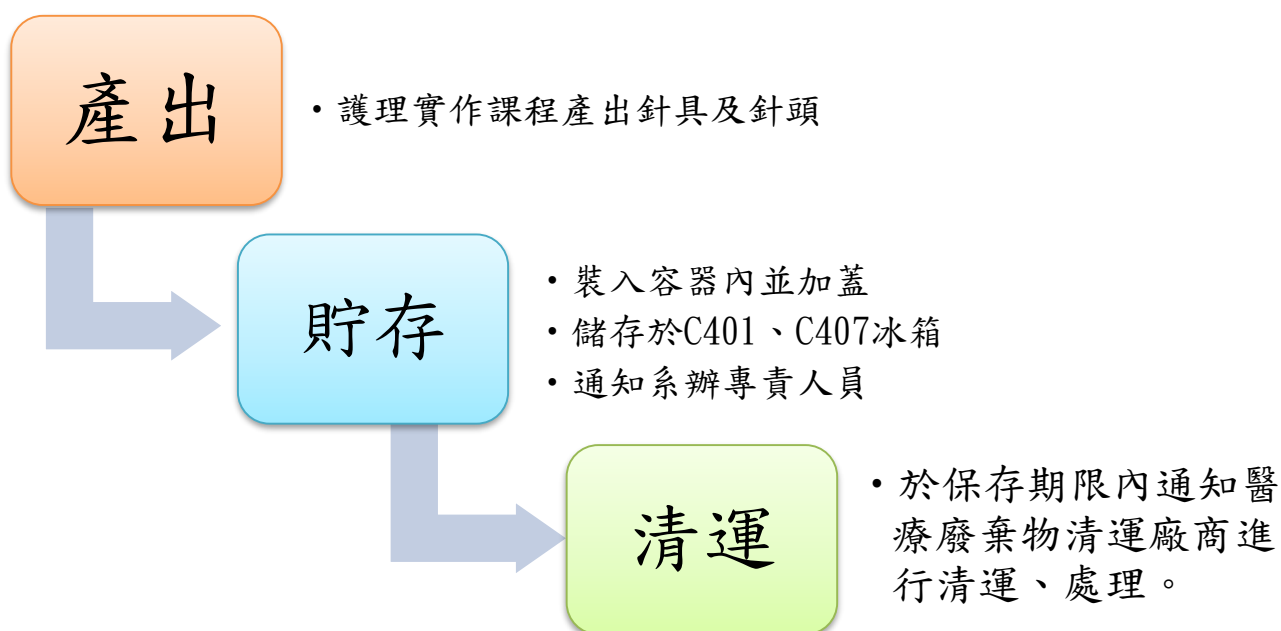 產出
・護理實作課程產出針具及針頭
貯存
・裝入容器內並加蓋
・儲存於C401、C407冰箱
・通知系辦專責人員
清運
・於保存期限內通知醫
療廢棄物清運廠商進
行清運、處理。